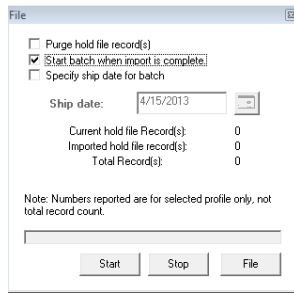 File
Purge hold file record(s)
Start batch when import is complete.
Specify ship date for batch
Ship date: 4/15/2013
Current hold file Record(s): 0
Imported hold file record(s): 0
Total Record(s): 0
Note: Numbers reported are for selected profile only, not
total record count.
Start Stop File